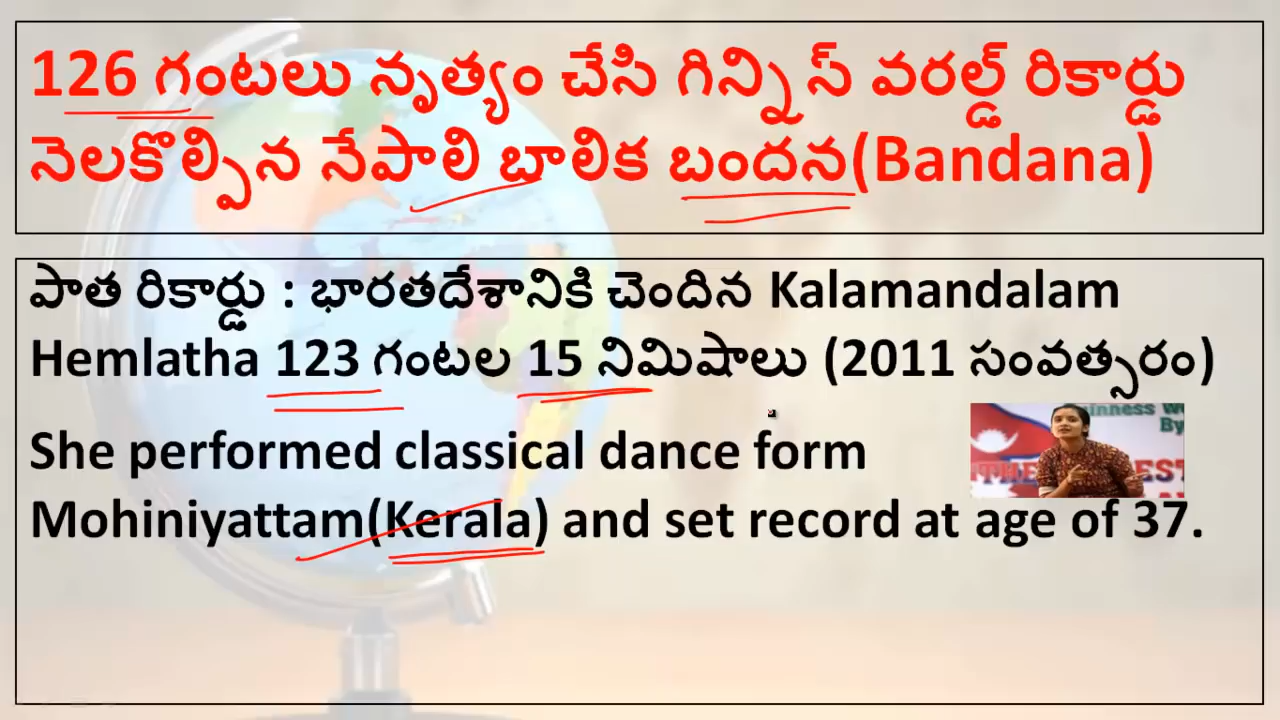 126 గంటలు నృత్యం చేసి గిన్నిస్ వరల్డ్ రికార్డు
నెలకొల్పిన నేపాలి బాలిక బందన(Bandana)
పాత రికార్డు : భారతదేశానికి చెందిన Kalamandalam
Hemlatha 123 గంటల 15 నిమిషాలు (2011 సంవత్సరం)
She performed classical dance form
Mohiniyattam(Kerala) and set record at age of 37.
By